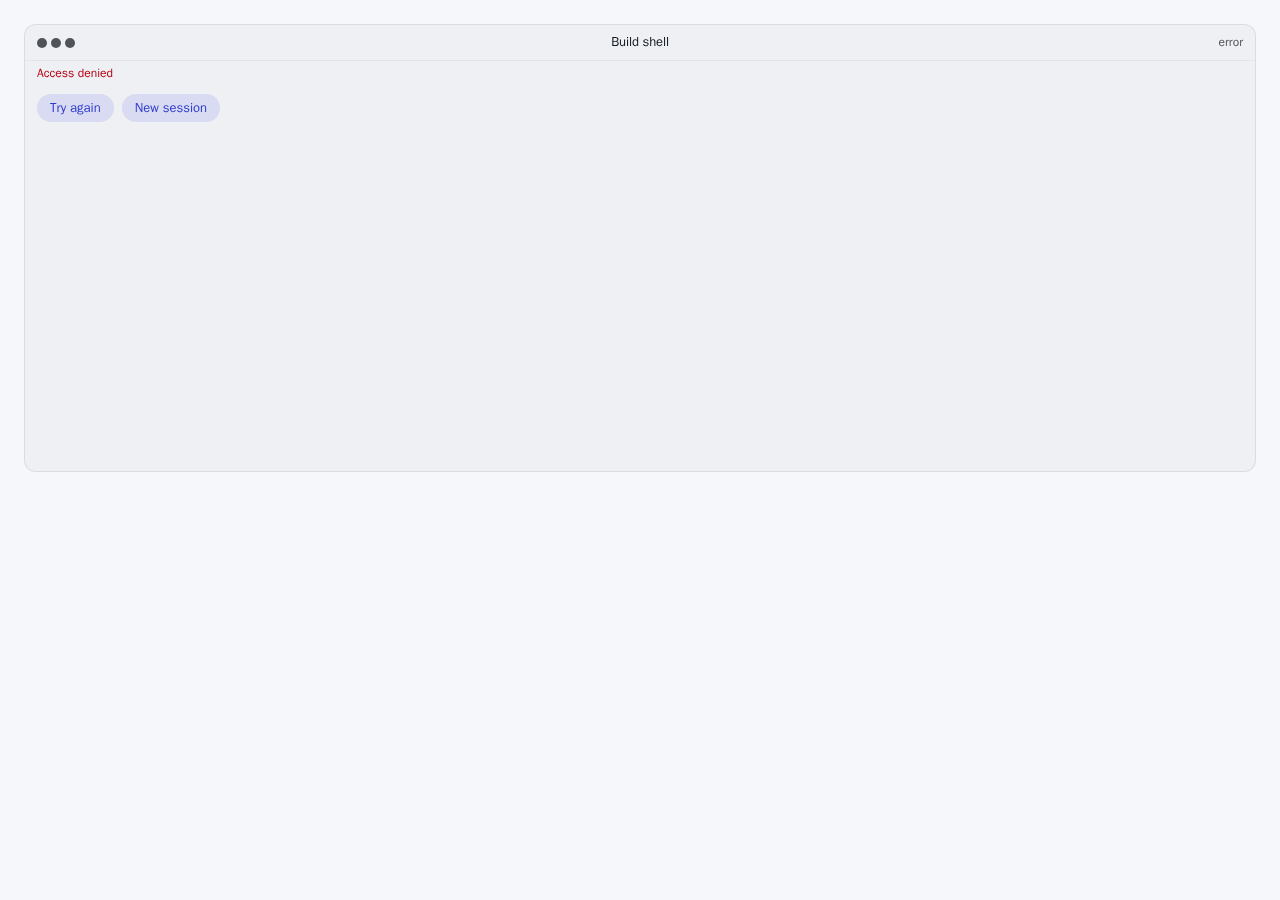 Build shell
error
Access denied
Try again
New session